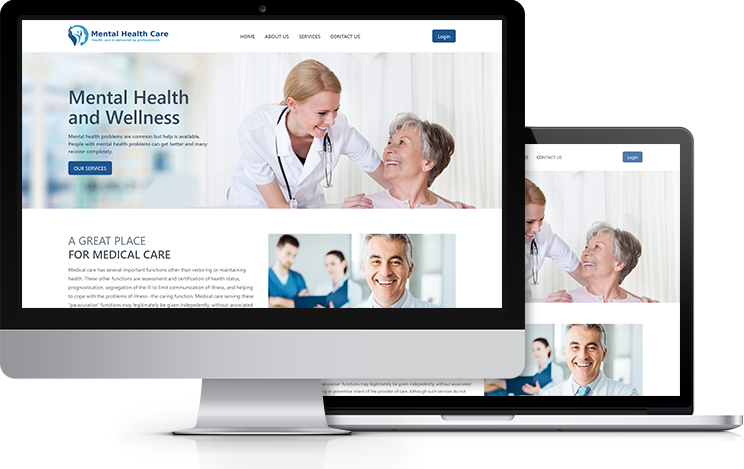 Mental Health Care
Health care is delivered by professionals
HOME ABOUT US SERVICES CONTACT US
Login
Mental Health
and Wellness
Mental health problems are common but help is available.
People with mental health problems can get better and many
recover completely.
OUR SERVICES
A GREAT PLACE
FOR MEDICAL CARE
Medical care has several important functions other than restoring or maintaining
health. These other functions are assessment and certification of health status,
prognostication, segregation of the ill to limit communication of illness, and helping
to cope with the problems of illness--the caring function. Medical care serving these
"paracurative" functions may legitimately be given independently, without associated
CONTACT US
Login
"paracurative" functions may legitimately be given independently, without associated
or preventive intent of the provider of care. Although such services do not